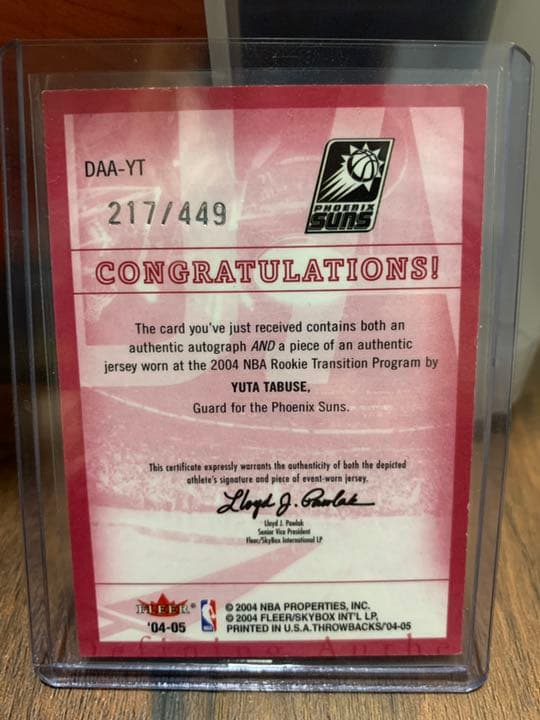 DAA-YT
217/449
PHOENIX
SUNS
CONGRATULATIONS!
The card you've just received contains both an
authentic autograph AND a piece of an authentic
jersey worn at the 2004 NBA Rookie Transition Program by
YUTA TABUSE,
Guard for the Phoenix Suns.
This certificate expressly warrants the authenticity of both the depicted
athlete's signature and piece of event-worn jersey.
Lloyd J. Pawlak
Lloyd J. Pawlak
Senior Vice President
Fleer/SkyBox International LP
FLEER®
'04-05
© 2004 NBA PROPERTIES, INC.
© 2004 FLEER/SKYBOX INT'L LP.
PRINTED IN U.S.A. THROWBACKS/'04-05